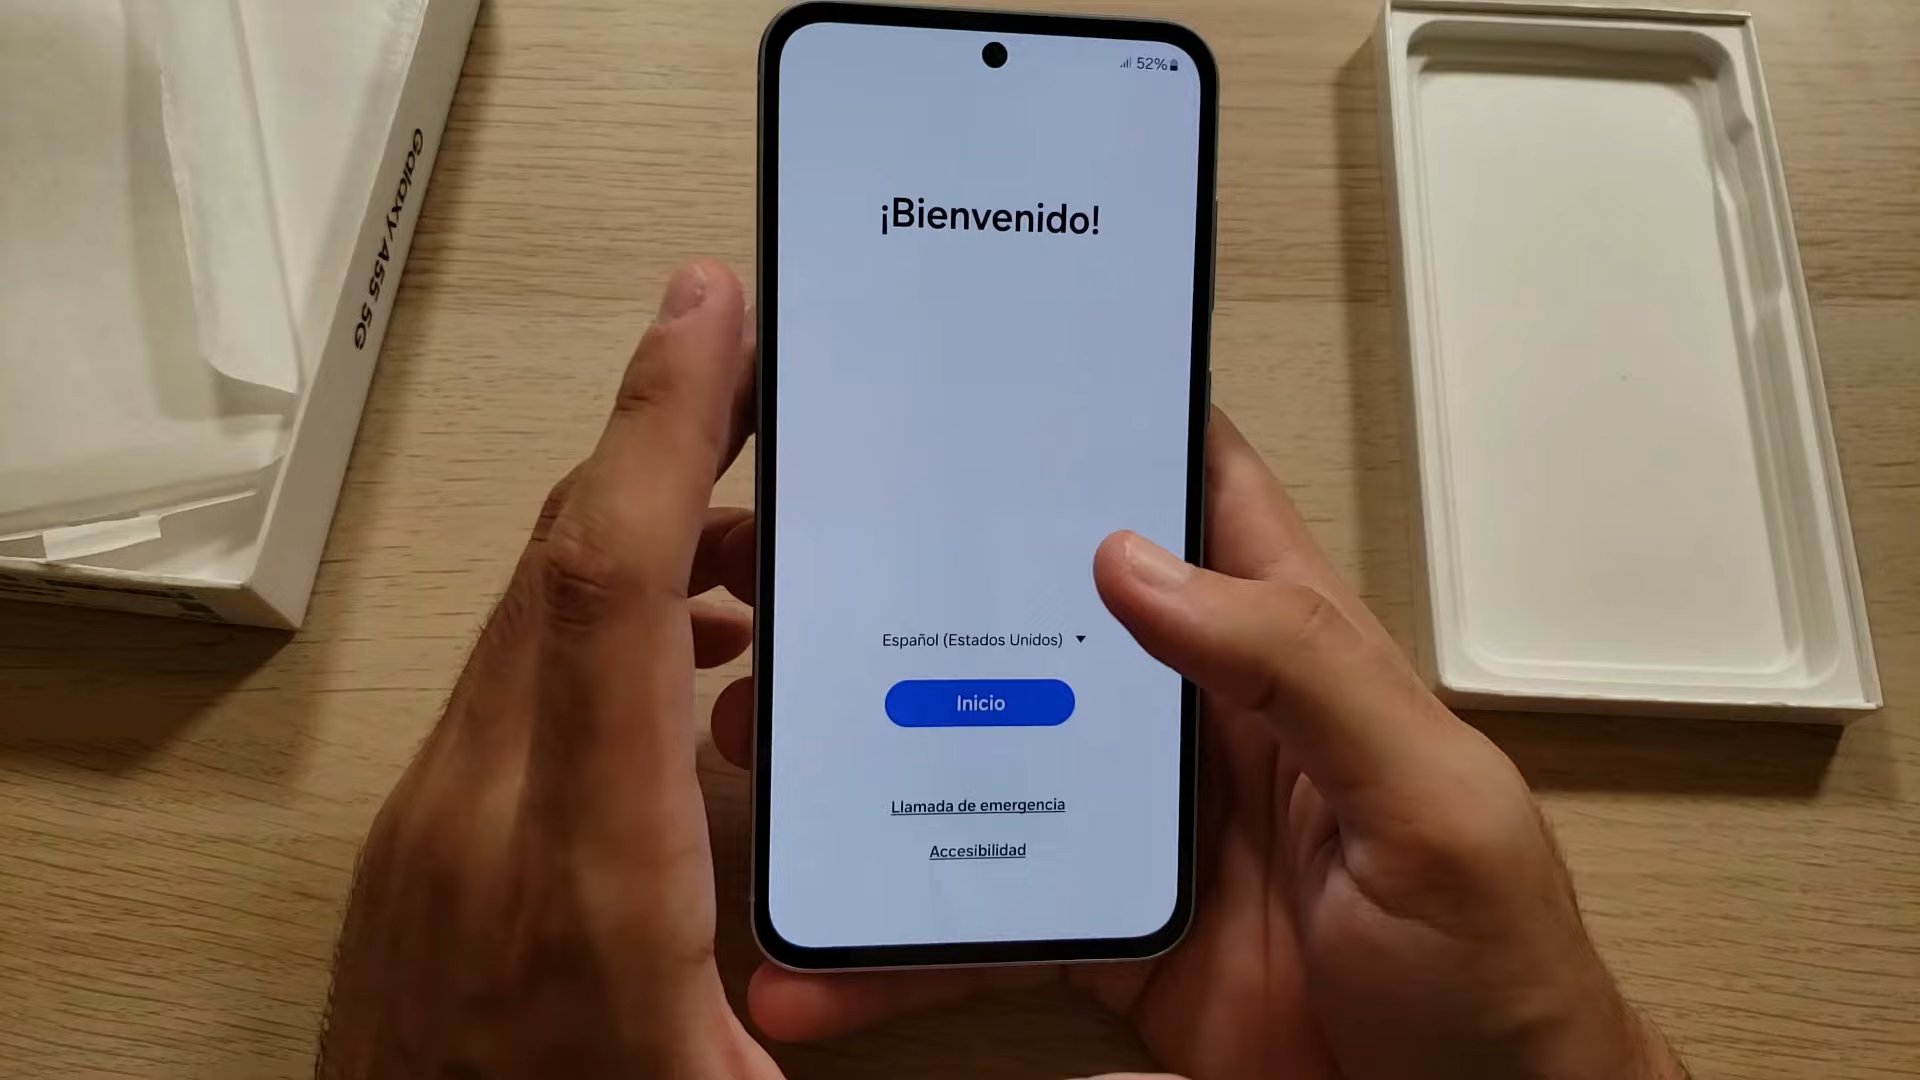 Galaxy A55 5G
52%
¡Bienvenido!
Español (Estados Unidos)
Inicio
Llamada de emergencia
Accesibilidad